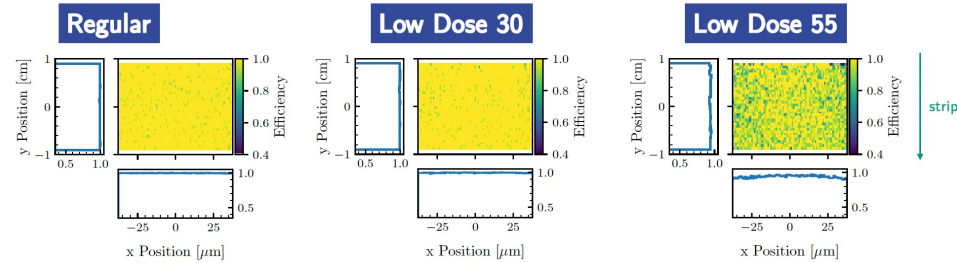 Regular
Low Dose 30
Low Dose 55
y Position [cm]
1
0
−1
0.5 1.0
1.0
0.8
0.6
0.4
Efficiency
1.0
0.5
−25 0 25
x Position [μm]
y Position [cm]
1
0
−1
0.5 1.0
1.0
0.8
0.6
0.4
Efficiency
1.0
0.5
−25 0 25
x Position [μm]
y Position [cm]
1
0
−1
0.5 1.0
1.0
0.8
0.6
0.4
Efficiency
1.0
0.5
−25 0 25
x Position [μm]
strip